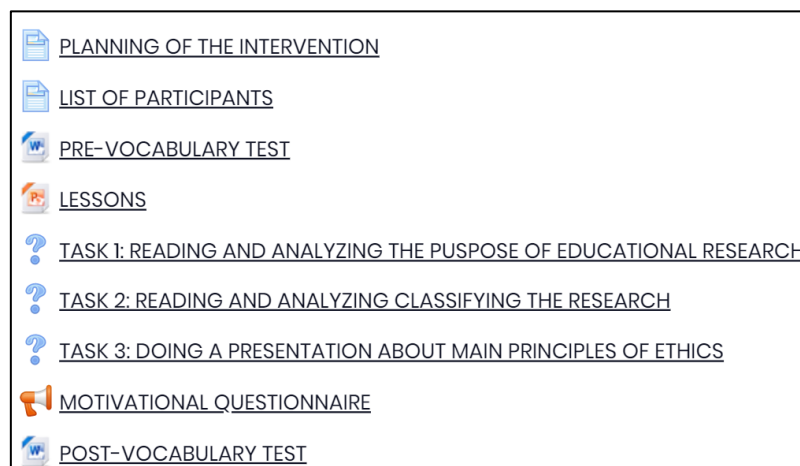 PLANNING OF THE INTERVENTION
LIST OF PARTICIPANTS
PRE-VOCABULARY TEST
LESSONS
TASK 1: READING AND ANALYZING THE PUSPOSE OF EDUCATIONAL RESEARCH
TASK 2: READING AND ANALYZING CLASSIFYING THE RESEARCH
TASK 3: DOING A PRESENTATION ABOUT MAIN PRINCIPLES OF ETHICS
MOTIVATIONAL QUESTIONNAIRE
POST-VOCABULARY TEST